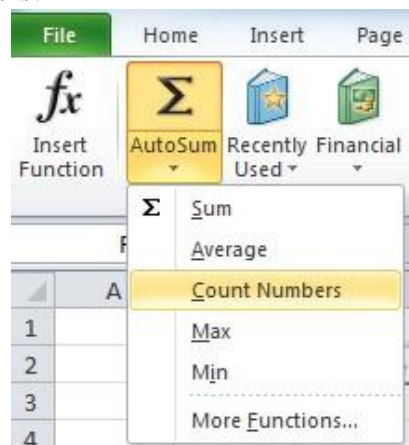 File Home Insert Page
fx Σ
Insert AutoSum Recently Financial
Function Used
Σ Sum
Average
A Count Numbers
1 Max
2 Min
3
4 More Functions...